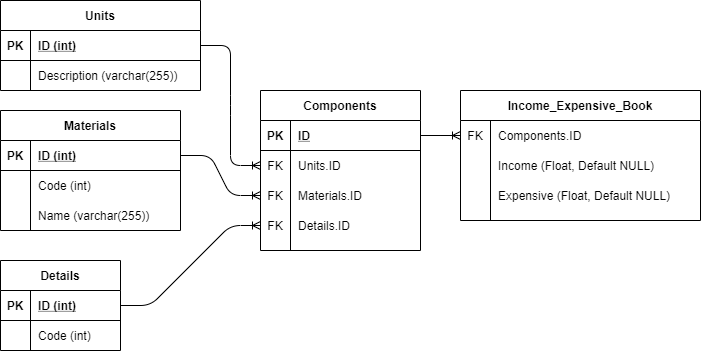 Units
PK ID (int)
Description (varchar(255))
Materials
PK ID (int)
Code (int)
Name (varchar(255))
Details
PK ID (int)
Code (int)
Components
PK ID
FK Units.ID
FK Materials.ID
FK Details.ID
Income_Expensive_Book
FK Components.ID
Income (Float, Default NULL)
Expensive (Float, Default NULL)